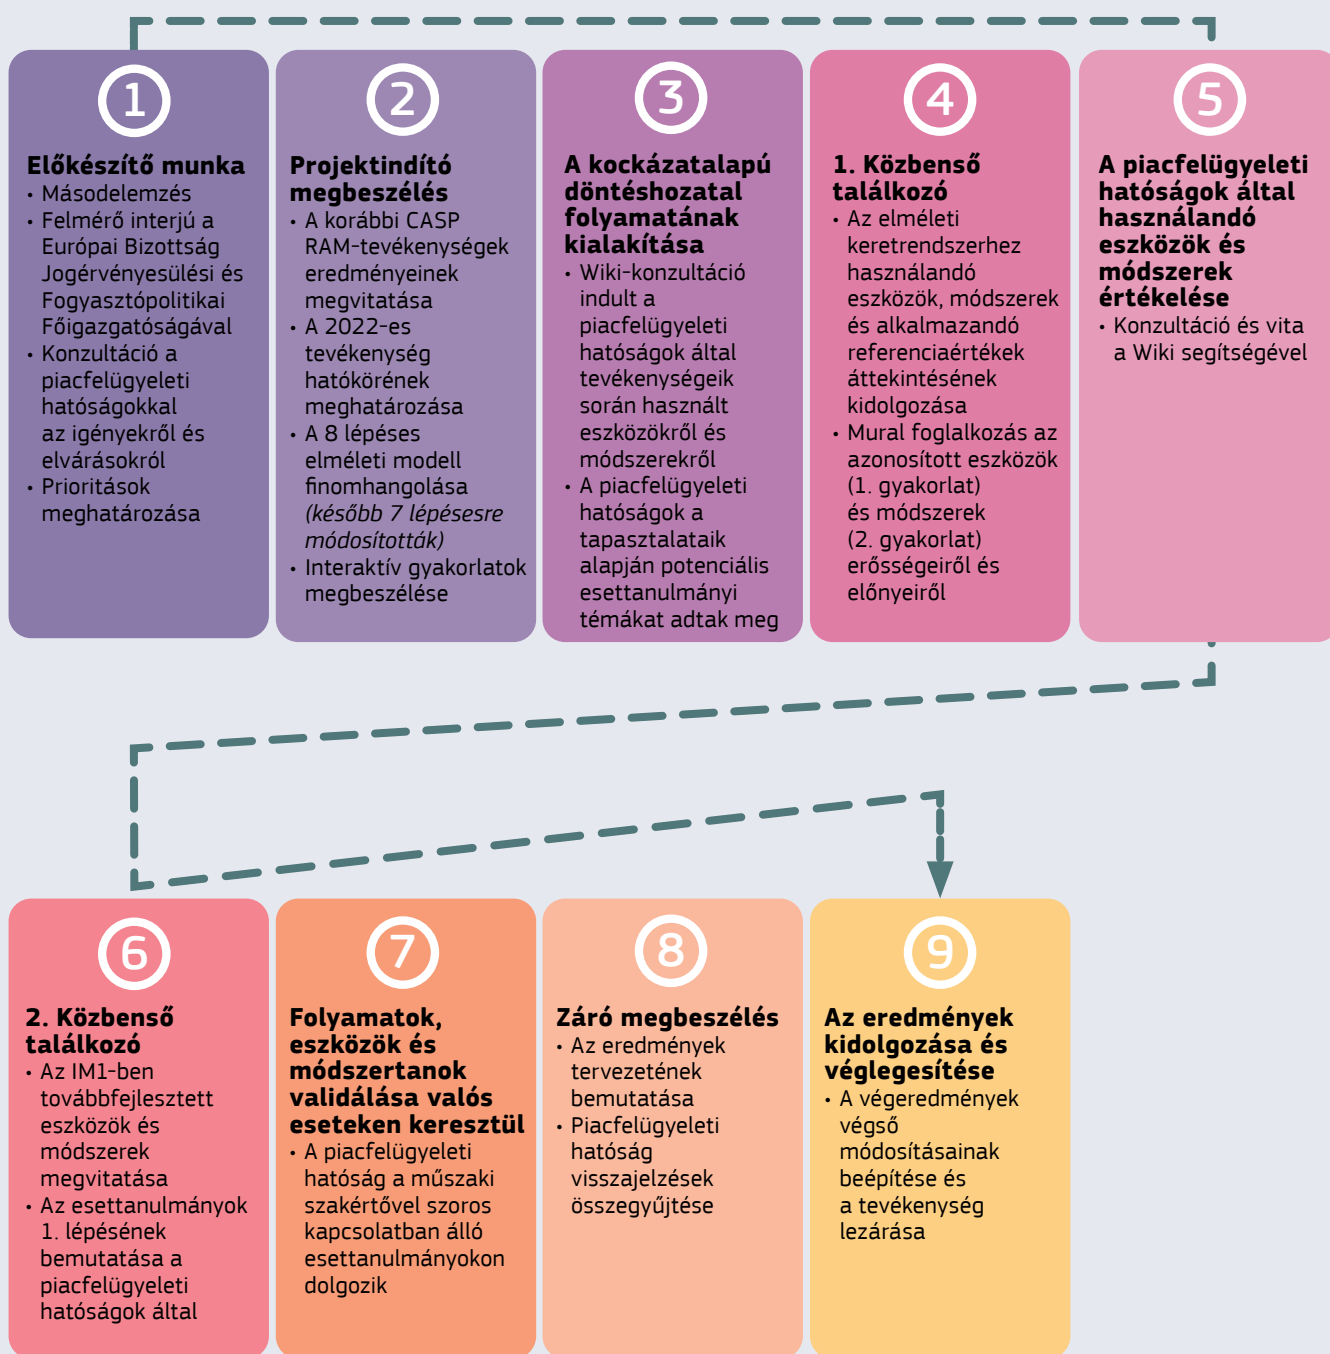 1
Előkészítő munka
• Másodelemzés
• Felmérő interjú a
Európai Bizottság
Jogérvényesülési és
Fogyasztópolitikai
Főigazgatóságával
• Konzultáció a
piacfelügyeleti
hatóságokkal
az igényekről és
elvárásokról
• Prioritások
meghatározása
2
Projektindító
megbeszélés
• A korábbi CASP
RAM-tevékenységek
eredményeinek
megvitatása
• A 2022-es
tevékenység
hatókörének
meghatározása
• A 8 lépéses
elméleti modell
finomhangolása
(később 7 lépésesre
módosították)
• Interaktív gyakorlatok
megbeszélése
3
A kockázatalapú
döntéshozatal
folyamatának
kialakítása
• Wiki-konzultáció
indult a
piacfelügyeleti
hatóságok által
tevékenységeik
során használt
eszközökről és
módszerekről
• A piacfelügyeleti
hatóságok a
tapasztalataik
alapján potenciális
esettanulmányi
témákat adtak meg
4
1. Közbenső
találkozó
• Az elméleti
keretrendszerhez
használandó
eszközök, módszerek
és alkalmazandó
referenciaértékek
áttekintésének
kidolgozása
• Mural foglalkozás az
azonosított eszközök
(1. gyakorlat)
és módszerek
(2. gyakorlat)
erősségeiről és
előnyeiről
5
A piacfelügyeleti
hatóságok által
használandó
eszközök és
módszerek
értékelése
• Konzultáció és vita
a Wiki segítségével
6
2. Közbenső
találkozó
• Az IM1-ben
továbbfejlesztett
eszközök és
módszerek
megvitatása
• Az esettanulmányok
1. lépésének
bemutatása a
piacfelügyeleti
hatóságok által
7
Folyamatok,
eszközök és
módszertanok
validálása valós
eseteken keresztül
• A piacfelügyeleti
hatóság a műszaki
szakértővel szoros
kapcsolatban álló
esettanulmányokon
dolgozik
8
Záró megbeszélés
• Az eredmények
tervezetének
bemutatása
• Piacfelügyeleti
hatóság
visszajelzések
összegyűjtése
9
Az eredmények
kidolgozása és
véglegesítése
• A végeredmények
végső
módosításainak
beépítése és
a tevékenység
lezárása